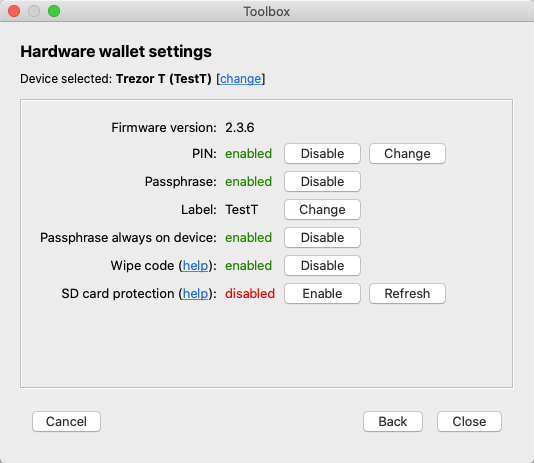 Toolbox
Hardware wallet settings
Device selected: Trezor T (TestT) [change]
Firmware version: 2.3.6
PIN: enabled Disable Change
Passphrase: enabled Disable
Label: TestT Change
Passphrase always on device: enabled Disable
Wipe code (help): enabled Disable
SD card protection (help): disabled Enable Refresh
Cancel Back Close